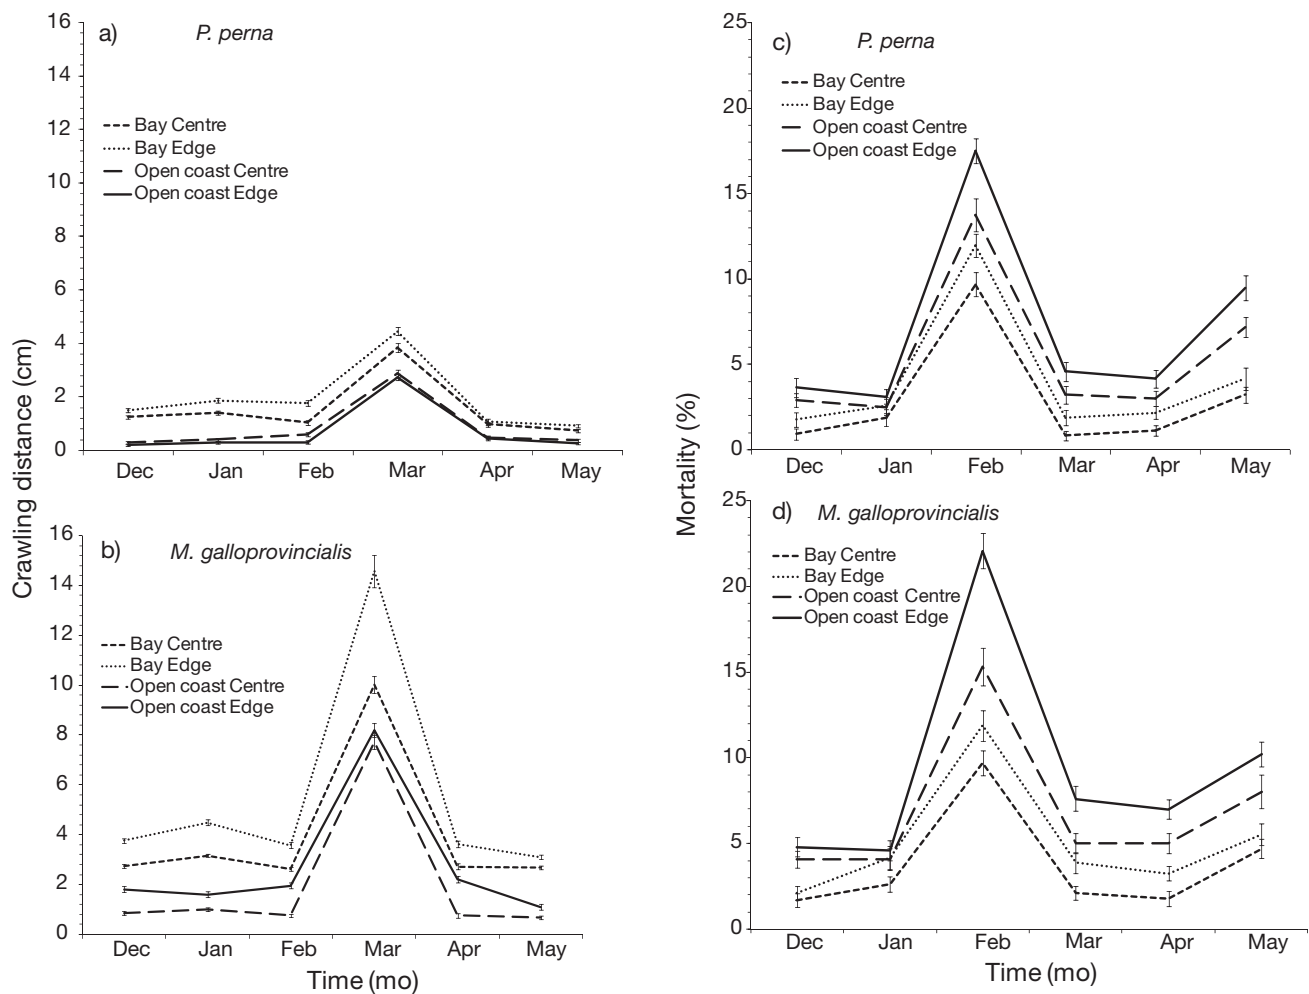 a) P. perna
16
14
12
10
8
6
4
2
0
Bay Centre
Bay Edge
Open coast Centre
Open coast Edge
Dec Jan Feb Mar Apr May
b) M. galloprovincialis
16
14
12
10
8
6
4
2
0
Bay Centre
Bay Edge
Open coast Centre
Open coast Edge
Dec Jan Feb Mar Apr May
Crawling distance (cm)
Time (mo)
c) P. perna
25
20
15
10
5
0
Bay Centre
Bay Edge
Open coast Centre
Open coast Edge
Dec Jan Feb Mar Apr May
d) M. galloprovincialis
25
20
15
10
5
0
Bay Centre
Bay Edge
Open coast Centre
Open coast Edge
Dec Jan Feb Mar Apr May
Mortality (%)
Time (mo)